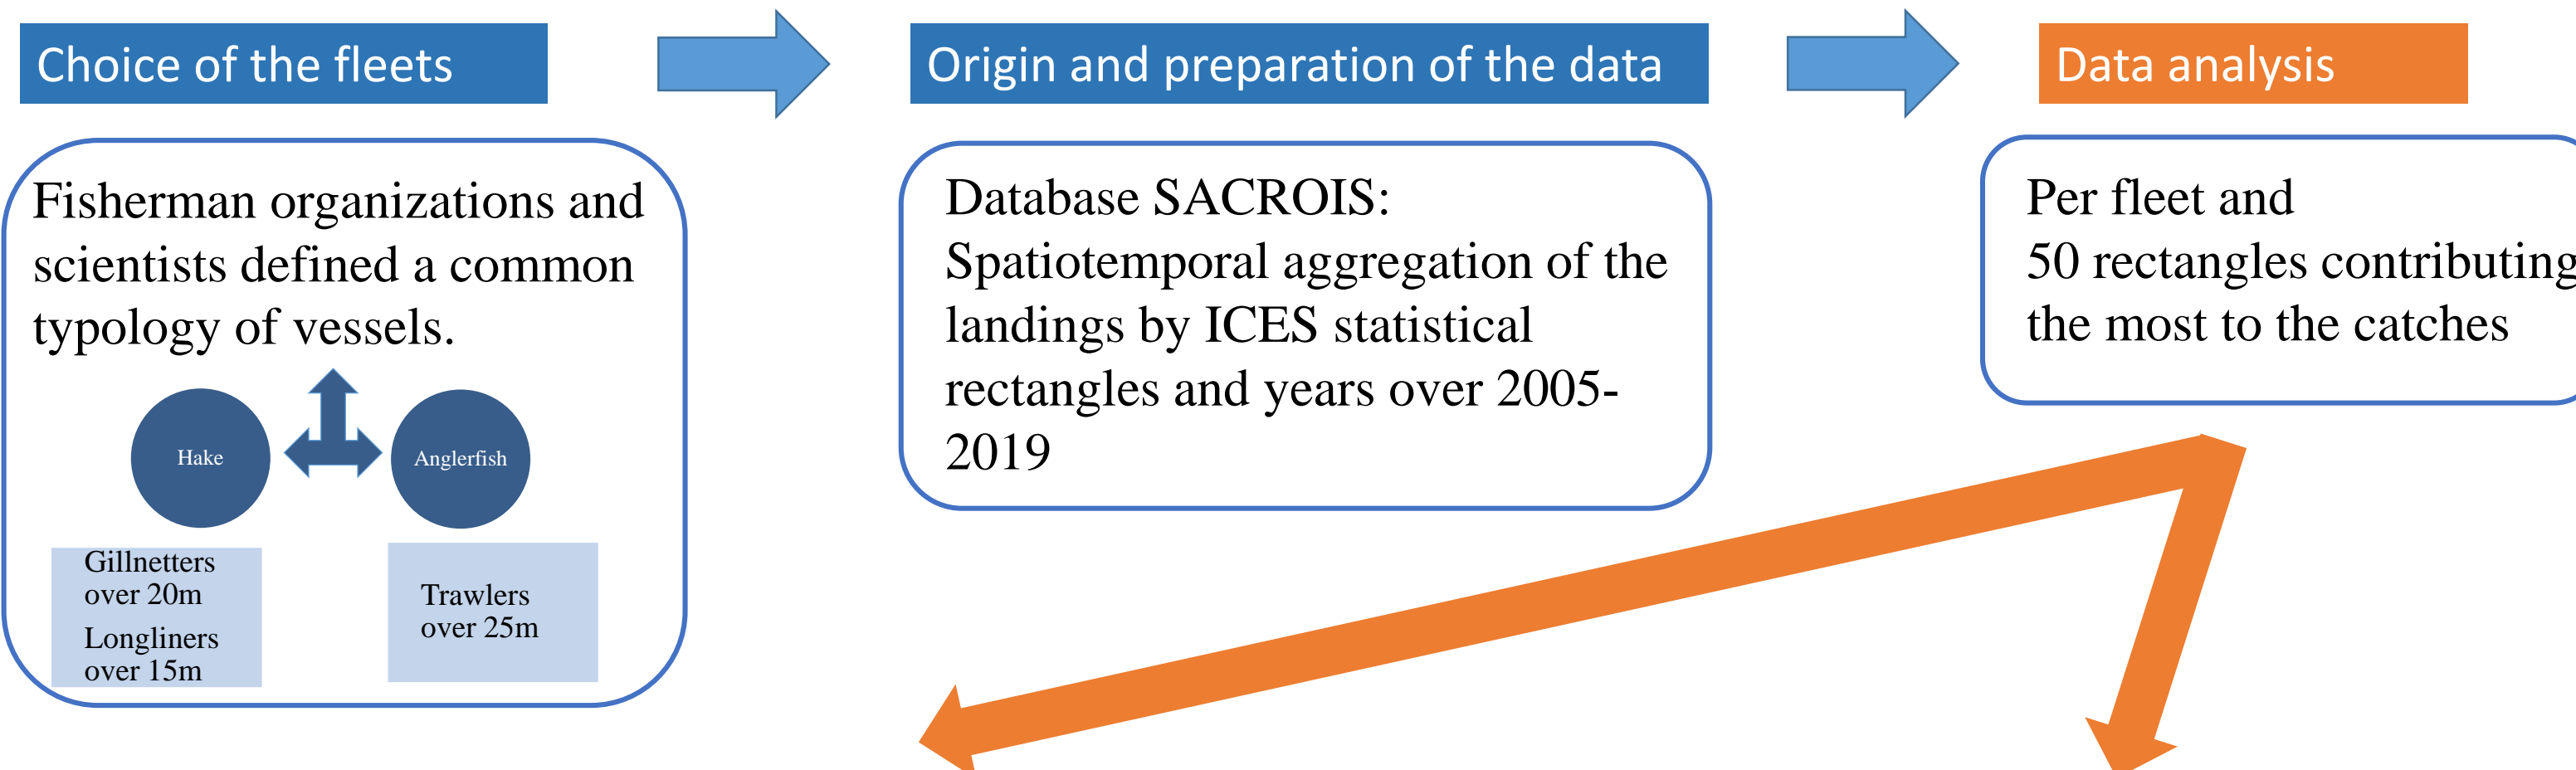 Choice of the fleets
Origin and preparation of the data
Data analysis
Fisherman organizations and
scientists defined a common
typology of vessels.
Hake
Anglerfish
Gillnetters
over 20m
Longliners
over 15m
Trawlers
over 25m
Database SACROIS:
Spatiotemporal aggregation of the
landings by ICES statistical
rectangles and years over 2005-
2019
Per fleet and
50 rectangles contributing
the most to the catches